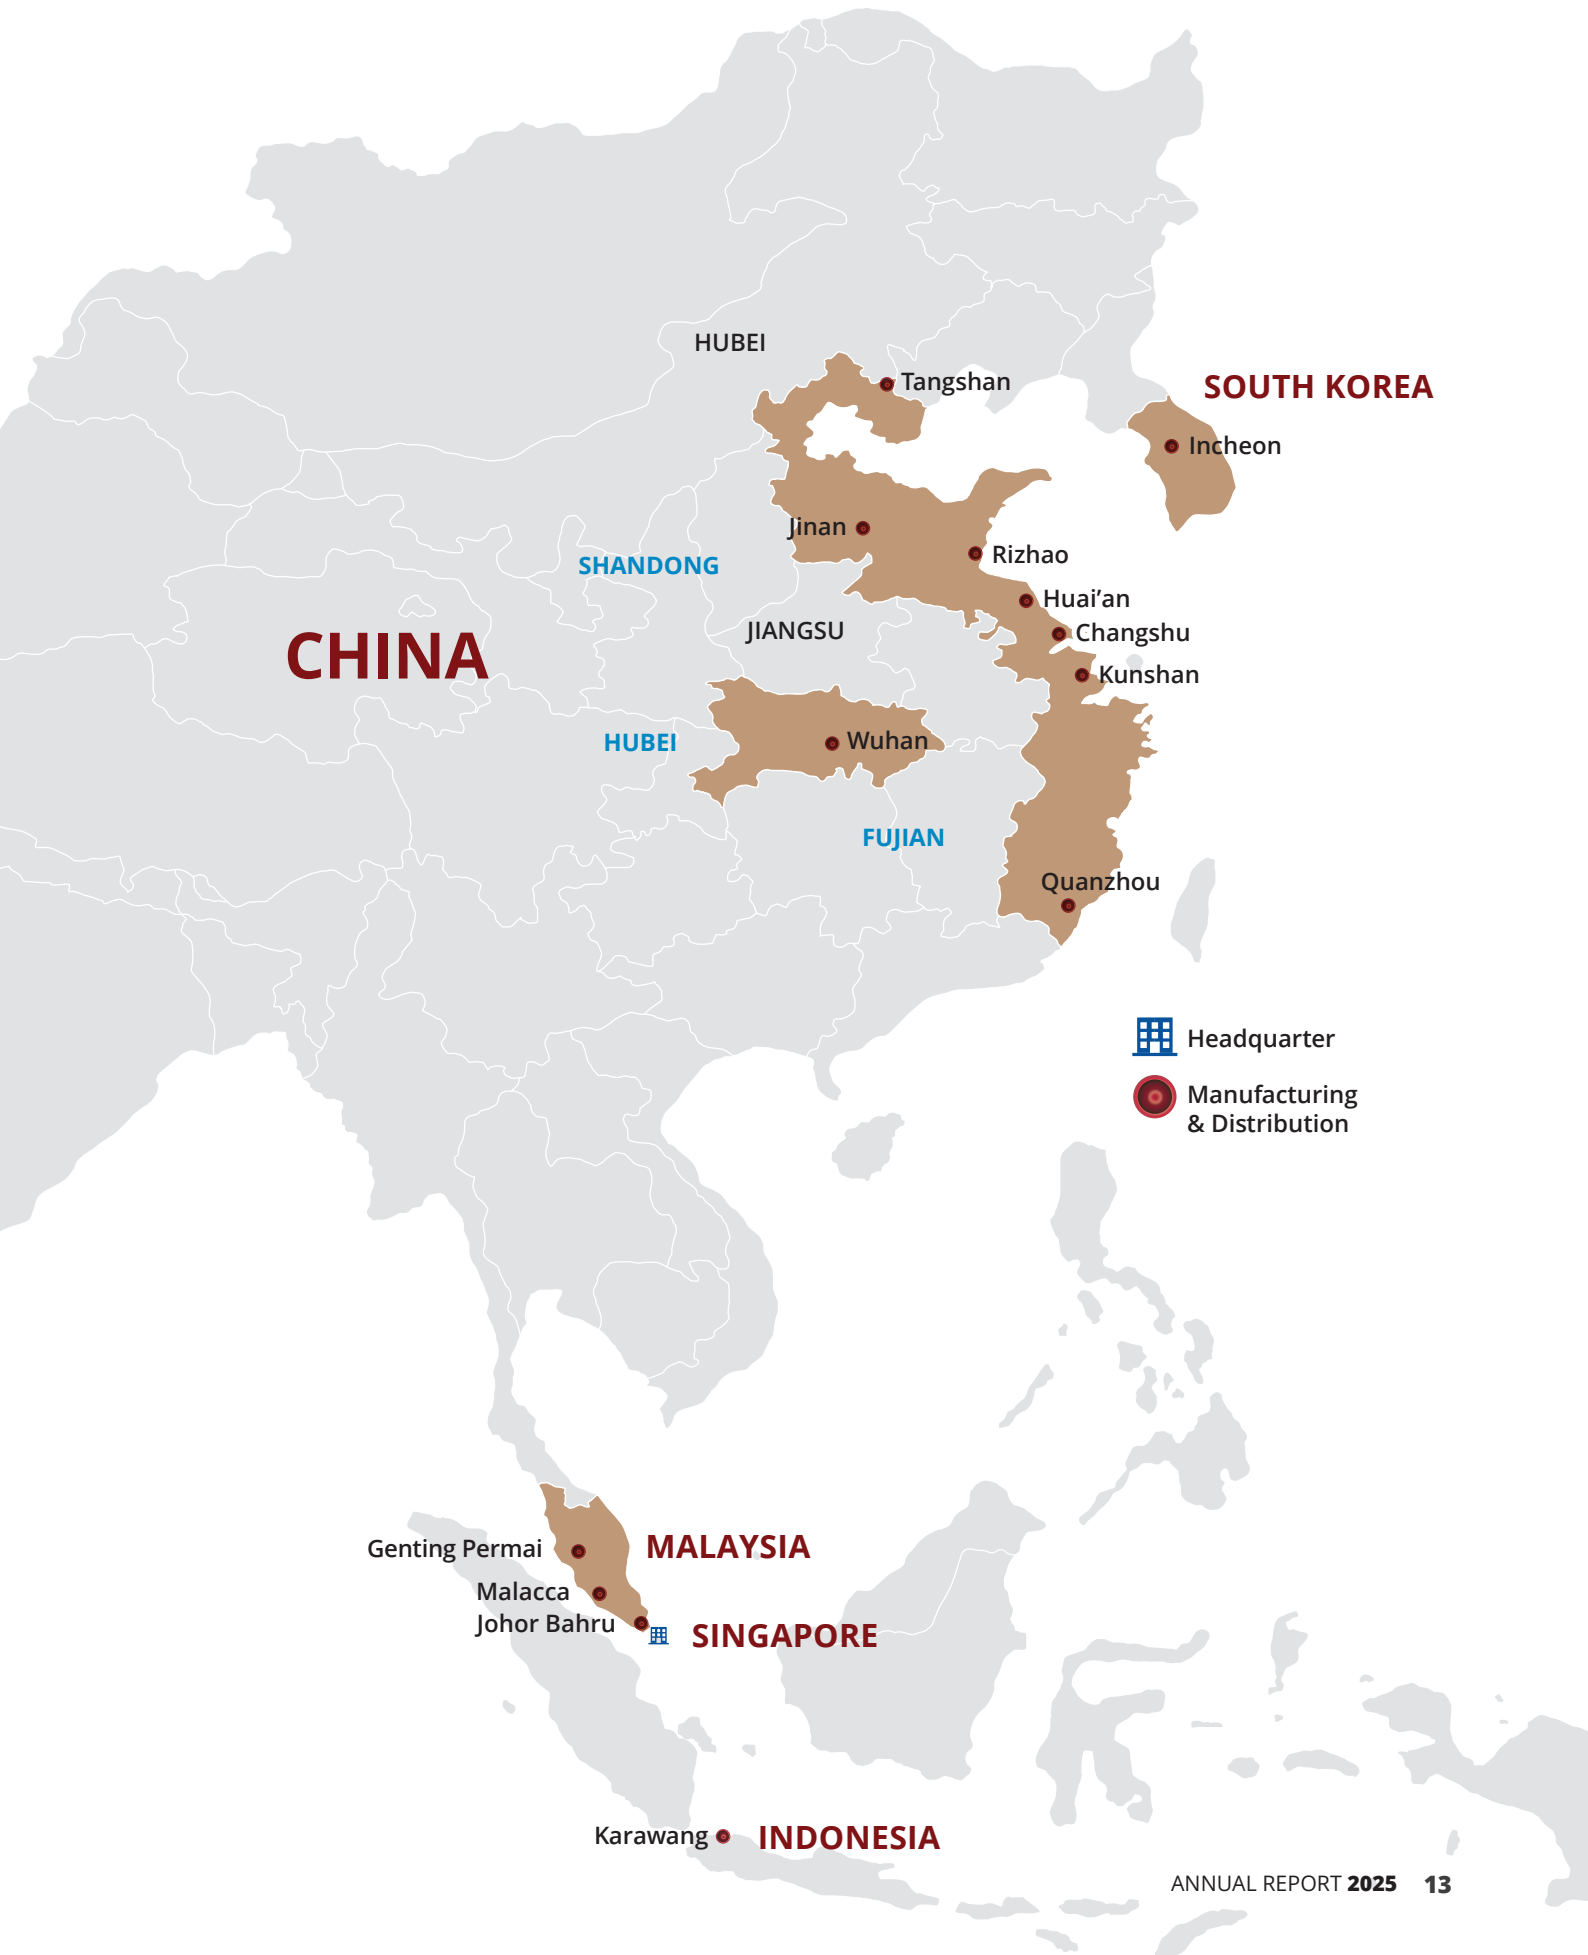 HUBEI
Tangshan
SOUTH KOREA
Incheon
Jinan
Rizhao
SHANDONG
Huai’an
JIANGSU
Changshu
CHINA
Kunshan
HUBEI
Wuhan
FUJIAN
Quanzhou
Headquarter
Manufacturing
& Distribution
Genting Permai
MALAYSIA
Malacca
Johor Bahru
SINGAPORE
Karawang
INDONESIA
ANNUAL REPORT 2025 13